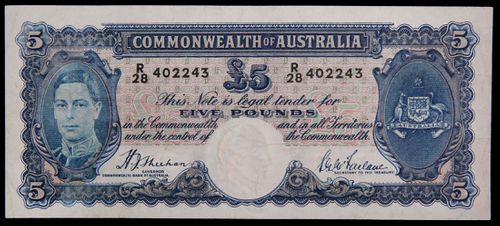 5 COMMONWEALTH OF AUSTRALIA 5
R/28 402243 £5 R/28 402243
This Note is legal tender for
FIVE POUNDS
in the Commonwealth and in all Territories
under the control of the Commonwealth.
AUSTRALIA
GOVERNOR
COMMONWEALTH BANK OF AUSTRALIA
SECRETARY TO THE TREASURY
5 5